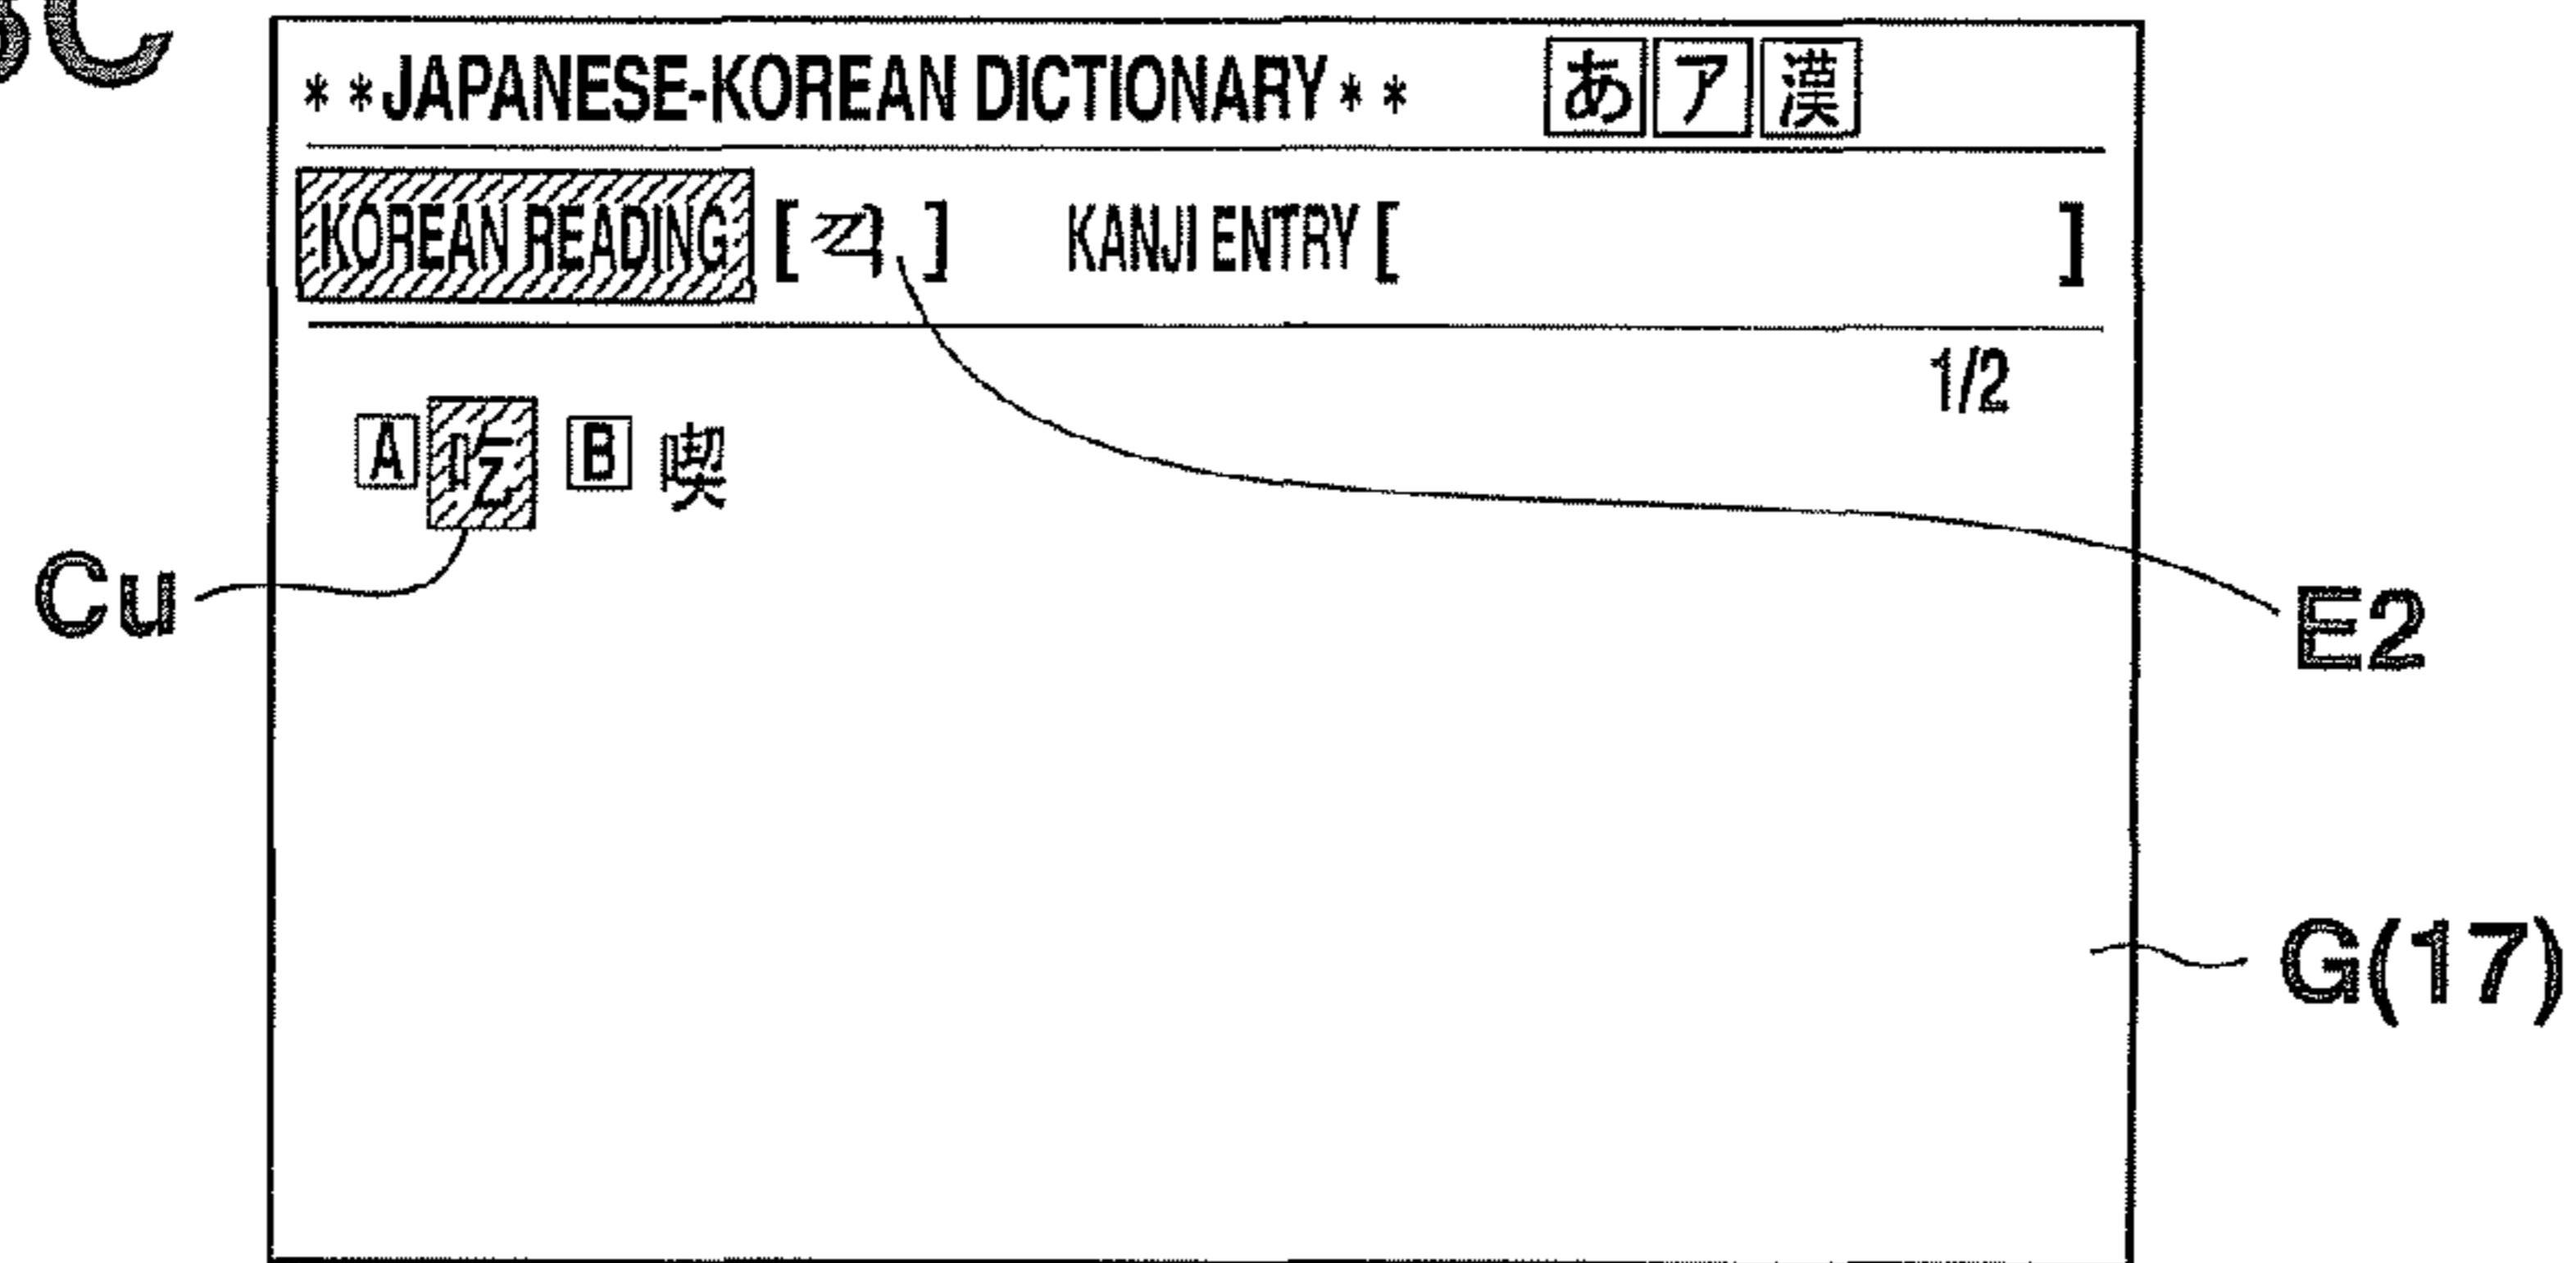 C
**JAPANESE-KOREAN DICTIONARY** あ ア 漢
KOREAN READING [끽 ] KANJI ENTRY [ ]
1/2
A 吃 B 喫
Cu
E2
G(17)